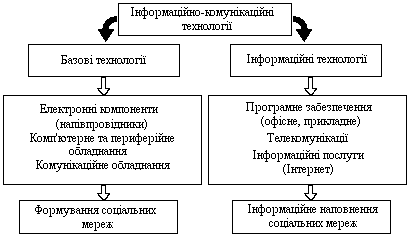 Інформаційно-комунікаційні
технології
Базові технології
Інформаційні технології
Електронні компоненти
(напівпровідники)
Комп'ютерне та периферійне
обладнання
Комунікаційне обладнання
Програмне забезпечення
(офісне, прикладне)
Телекомунікації
Інформаційні послуги
(Інтернет)
Формування соціальних
мереж
Інформаційне наповнення
соціальних мереж